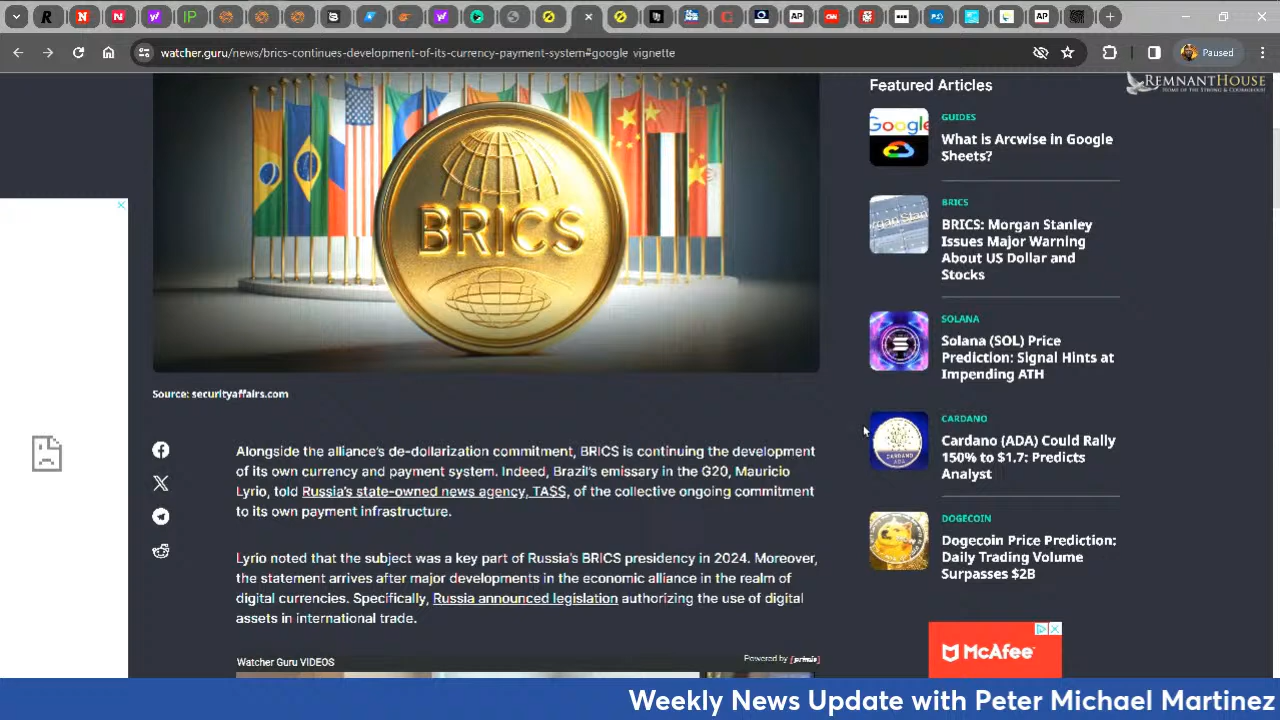 watcher.guru/news/brics-continues-development-of-its-currency-payment-system#google_vignette
Paused
REMNANTHOUSE
HOME OF THE STRONG & COURAGEOUS
BRICS
Source: securityaffairs.com
Alongside the alliance's de-dollarization commitment, BRICS is continuing the development
of its own currency and payment system. Indeed, Brazil's emissary in the G20, Mauricio
Lyrio, told Russia's state-owned news agency, TASS, of the collective ongoing commitment
to its own payment infrastructure.
Lyrio noted that the subject was a key part of Russia's BRICS presidency in 2024. Moreover,
the statement arrives after major developments in the economic alliance in the realm of
digital currencies. Specifically, Russia announced legislation authorizing the use of digital
assets in international trade.
Watcher Guru VIDEOS
Powered by [primis]
Featured Articles
Google
GUIDES
What is Arcwise in Google
Sheets?
BRICS
BRICS: Morgan Stanley
Issues Major Warning
About US Dollar and
Stocks
SOLANA
Solana (SOL) Price
Prediction: Signal Hints at
Impending ATH
CARDANO
Cardano (ADA) Could Rally
150% to $1.7: Predicts
Analyst
DOGECOIN
Dogecoin Price Prediction:
Daily Trading Volume
Surpasses $2B
McAfee
Weekly News Update with Peter Michael Martinez